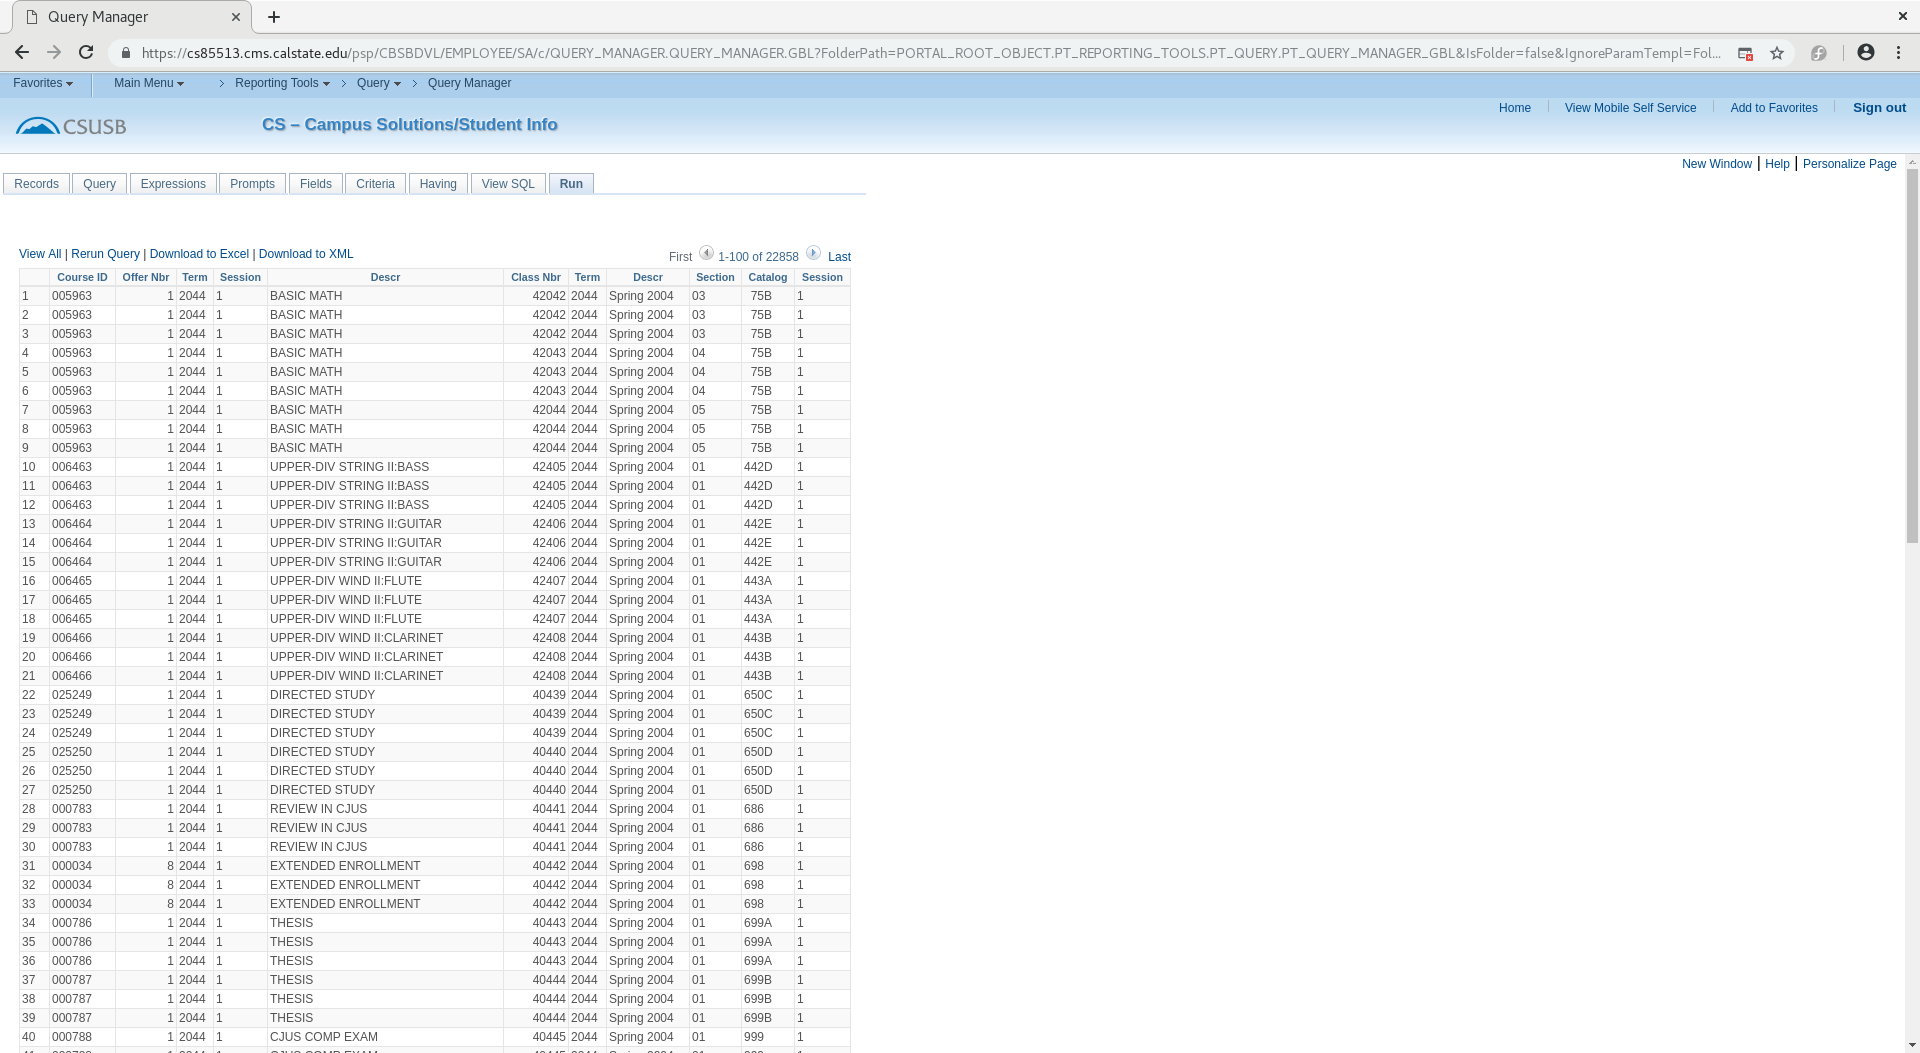 Query Manager
https://cs85513.cms.calstate.edu/psp/CBSBDVL/EMPLOYEE/SA/c/QUERY_MANAGER.QUERY_MANAGER.GBL?FolderPath=PORTAL_ROOT_OBJECT.PT_REPORTING_TOOLS.PT_QUERY.PT_QUERY_MANAGER_GBL&IsFolder=false&IgnoreParamTempl=Fol...
Favorites Main Menu Reporting Tools Query Query Manager
Home View Mobile Self Service Add to Favorites Sign out
CSUSB CS – Campus Solutions/Student Info
New Window | Help | Personalize Page
Records Query Expressions Prompts Fields Criteria Having View SQL Run
View All | Rerun Query | Download to Excel | Download to XML First 1-100 of 22858 Last
Course ID Offer Nbr Term Session Descr Class Nbr Term Descr Section Catalog Session
1 005963 1 2044 1 BASIC MATH 42042 2044 Spring 2004 03 75B 1
2 005963 1 2044 1 BASIC MATH 42042 2044 Spring 2004 03 75B 1
3 005963 1 2044 1 BASIC MATH 42042 2044 Spring 2004 03 75B 1
4 005963 1 2044 1 BASIC MATH 42043 2044 Spring 2004 04 75B 1
5 005963 1 2044 1 BASIC MATH 42043 2044 Spring 2004 04 75B 1
6 005963 1 2044 1 BASIC MATH 42043 2044 Spring 2004 04 75B 1
7 005963 1 2044 1 BASIC MATH 42044 2044 Spring 2004 05 75B 1
8 005963 1 2044 1 BASIC MATH 42044 2044 Spring 2004 05 75B 1
9 005963 1 2044 1 BASIC MATH 42044 2044 Spring 2004 05 75B 1
10 006463 1 2044 1 UPPER-DIV STRING II:BASS 42405 2044 Spring 2004 01 442D 1
11 006463 1 2044 1 UPPER-DIV STRING II:BASS 42405 2044 Spring 2004 01 442D 1
12 006463 1 2044 1 UPPER-DIV STRING II:BASS 42405 2044 Spring 2004 01 442D 1
13 006464 1 2044 1 UPPER-DIV STRING II:GUITAR 42406 2044 Spring 2004 01 442E 1
14 006464 1 2044 1 UPPER-DIV STRING II:GUITAR 42406 2044 Spring 2004 01 442E 1
15 006464 1 2044 1 UPPER-DIV STRING II:GUITAR 42406 2044 Spring 2004 01 442E 1
16 006465 1 2044 1 UPPER-DIV WIND II:FLUTE 42407 2044 Spring 2004 01 443A 1
17 006465 1 2044 1 UPPER-DIV WIND II:FLUTE 42407 2044 Spring 2004 01 443A 1
18 006465 1 2044 1 UPPER-DIV WIND II:FLUTE 42407 2044 Spring 2004 01 443A 1
19 006466 1 2044 1 UPPER-DIV WIND II:CLARINET 42408 2044 Spring 2004 01 443B 1
20 006466 1 2044 1 UPPER-DIV WIND II:CLARINET 42408 2044 Spring 2004 01 443B 1
21 006466 1 2044 1 UPPER-DIV WIND II:CLARINET 42408 2044 Spring 2004 01 443B 1
22 025249 1 2044 1 DIRECTED STUDY 40439 2044 Spring 2004 01 650C 1
23 025249 1 2044 1 DIRECTED STUDY 40439 2044 Spring 2004 01 650C 1
24 025249 1 2044 1 DIRECTED STUDY 40439 2044 Spring 2004 01 650C 1
25 025250 1 2044 1 DIRECTED STUDY 40440 2044 Spring 2004 01 650D 1
26 025250 1 2044 1 DIRECTED STUDY 40440 2044 Spring 2004 01 650D 1
27 025250 1 2044 1 DIRECTED STUDY 40440 2044 Spring 2004 01 650D 1
28 000783 1 2044 1 REVIEW IN CJUS 40441 2044 Spring 2004 01 686 1
29 000783 1 2044 1 REVIEW IN CJUS 40441 2044 Spring 2004 01 686 1
30 000783 1 2044 1 REVIEW IN CJUS 40441 2044 Spring 2004 01 686 1
31 000034 8 2044 1 EXTENDED ENROLLMENT 40442 2044 Spring 2004 01 698 1
32 000034 8 2044 1 EXTENDED ENROLLMENT 40442 2044 Spring 2004 01 698 1
33 000034 8 2044 1 EXTENDED ENROLLMENT 40442 2044 Spring 2004 01 698 1
34 000786 1 2044 1 THESIS 40443 2044 Spring 2004 01 699A 1
35 000786 1 2044 1 THESIS 40443 2044 Spring 2004 01 699A 1
36 000786 1 2044 1 THESIS 40443 2044 Spring 2004 01 699A 1
37 000787 1 2044 1 THESIS 40444 2044 Spring 2004 01 699B 1
38 000787 1 2044 1 THESIS 40444 2044 Spring 2004 01 699B 1
39 000787 1 2044 1 THESIS 40444 2044 Spring 2004 01 699B 1
40 000788 1 2044 1 CJUS COMP EXAM 40445 2044 Spring 2004 01 999 1